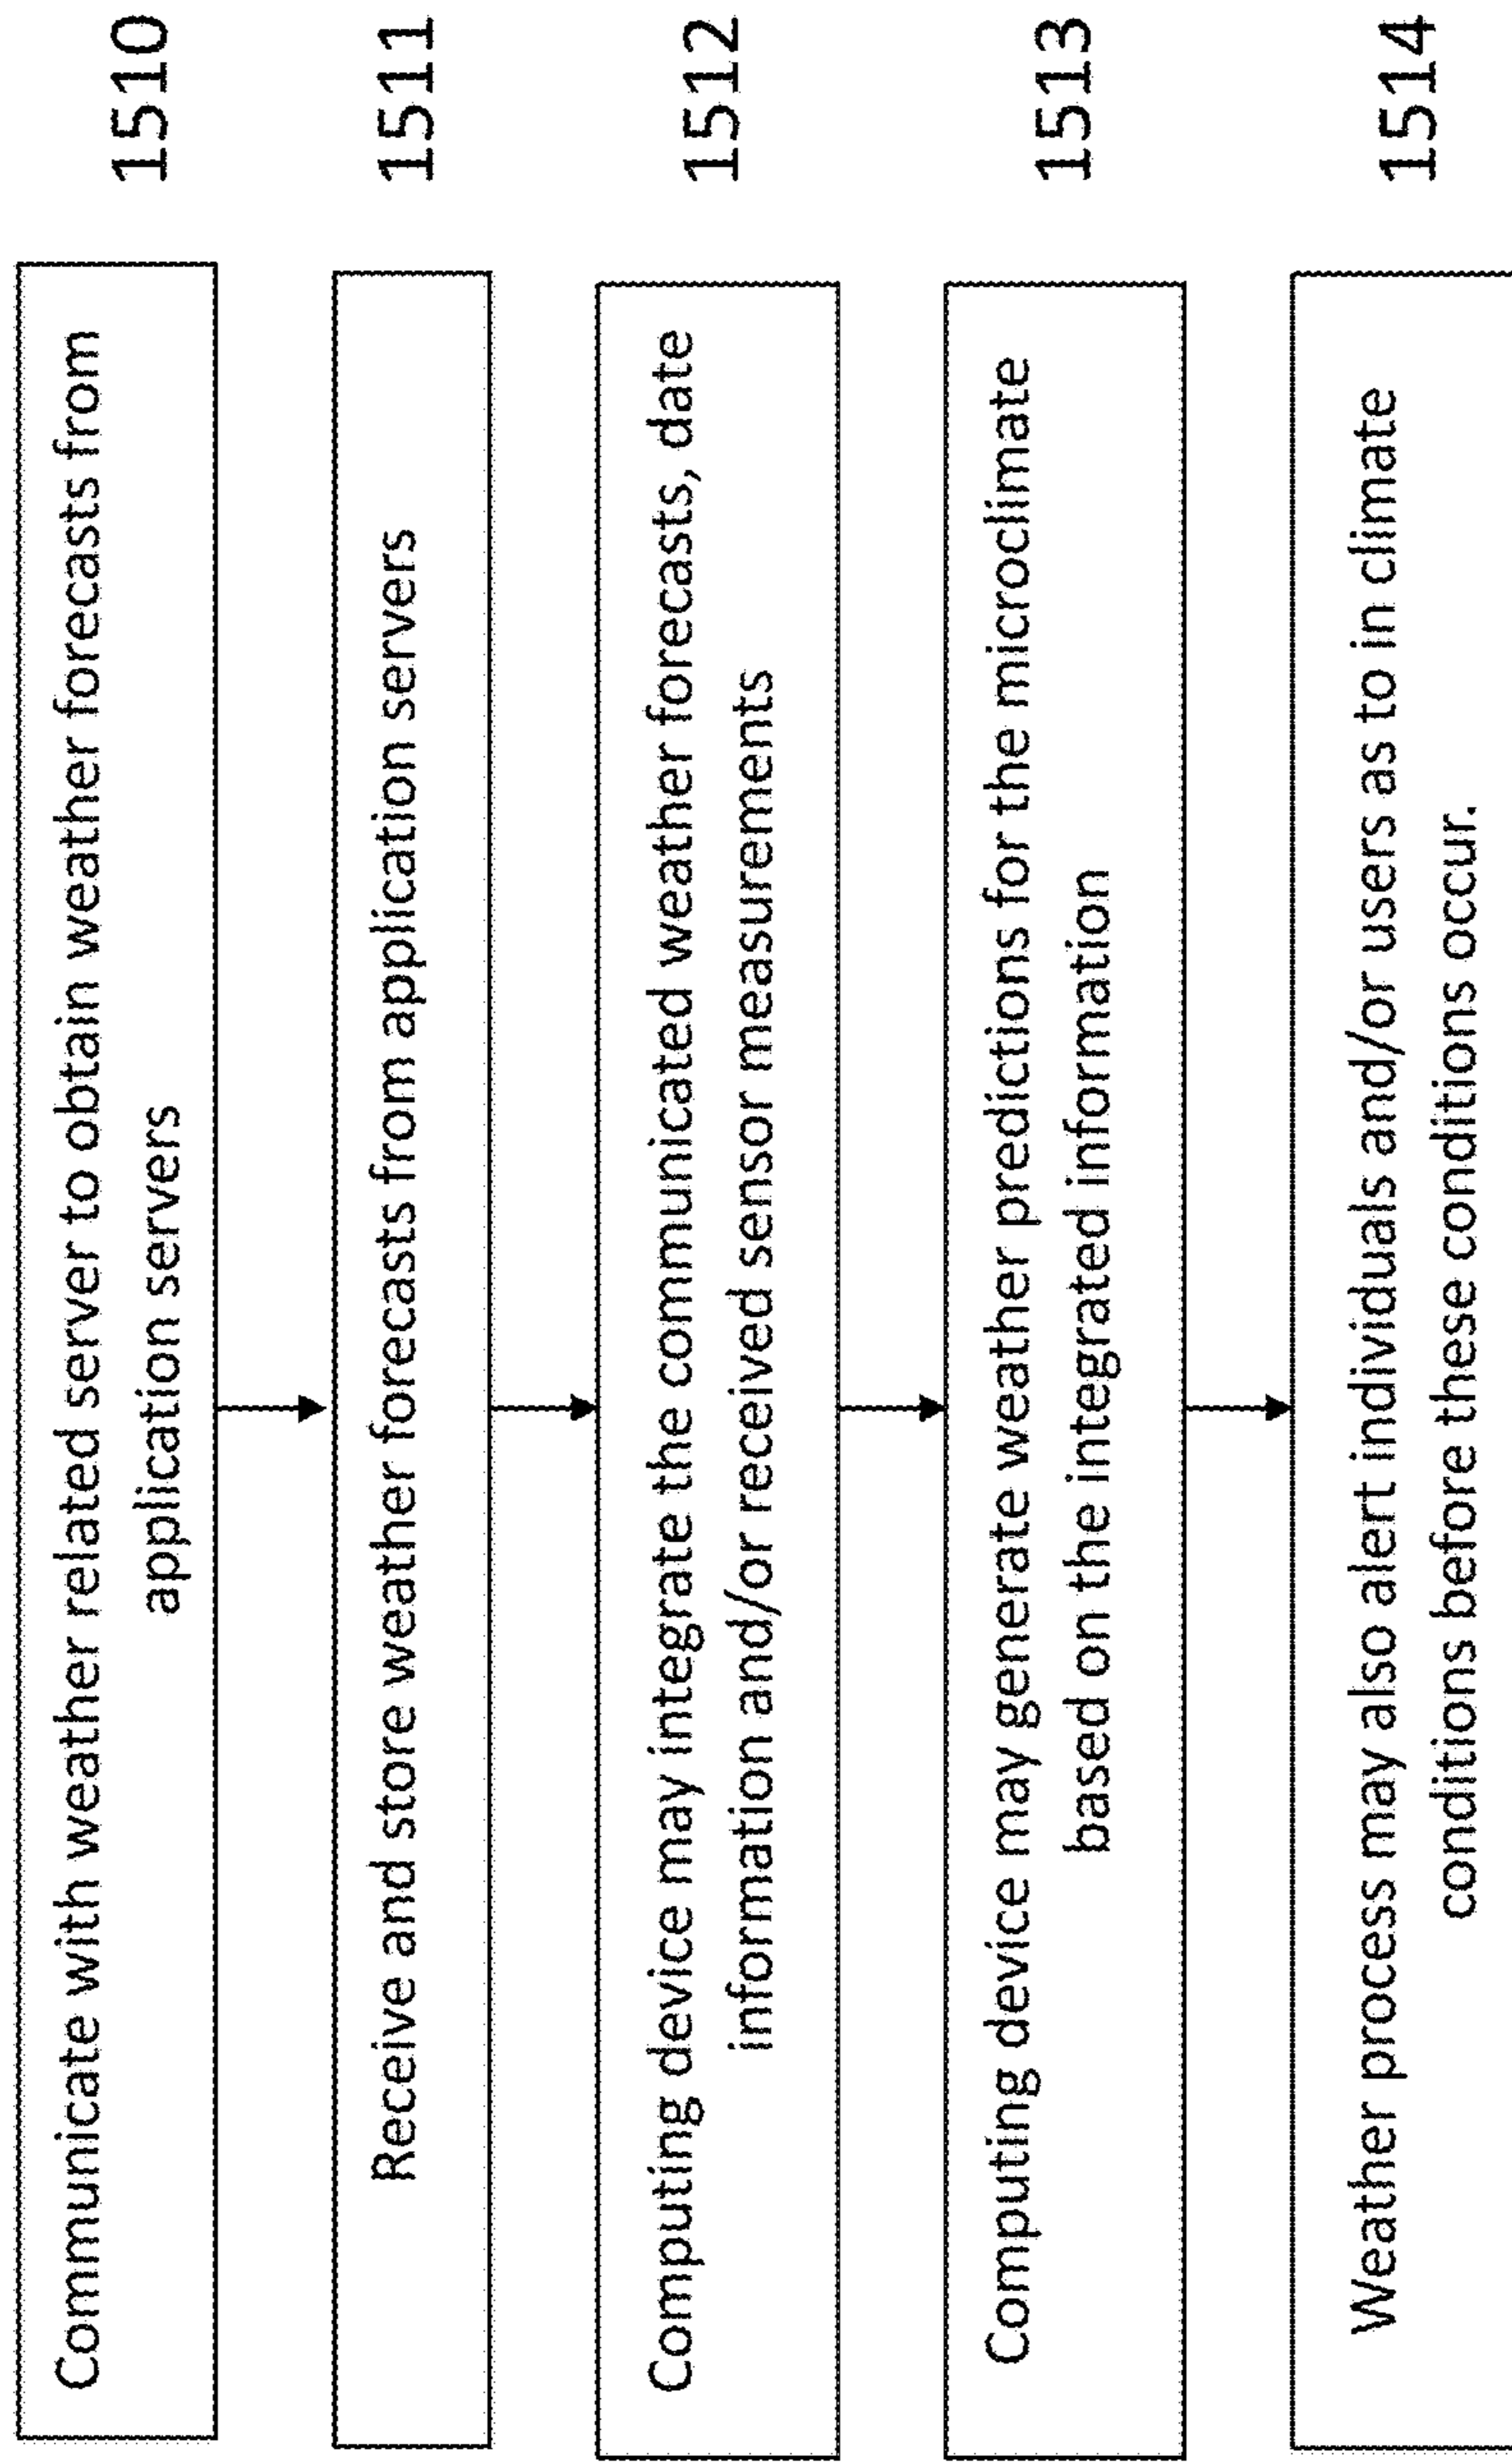 Communicate with weather related server to obtain weather forecasts from
application servers
1510
Receive and store weather forecasts from application servers
1511
Computing device may integrate the communicated weather forecasts, date
information and/or received sensor measurements
1512
Computing device may generate weather predictions for the microclimate
based on the integrated information
1513
Weather process may also alert individuals and/or users as to in climate
conditions before these conditions occur.
1514